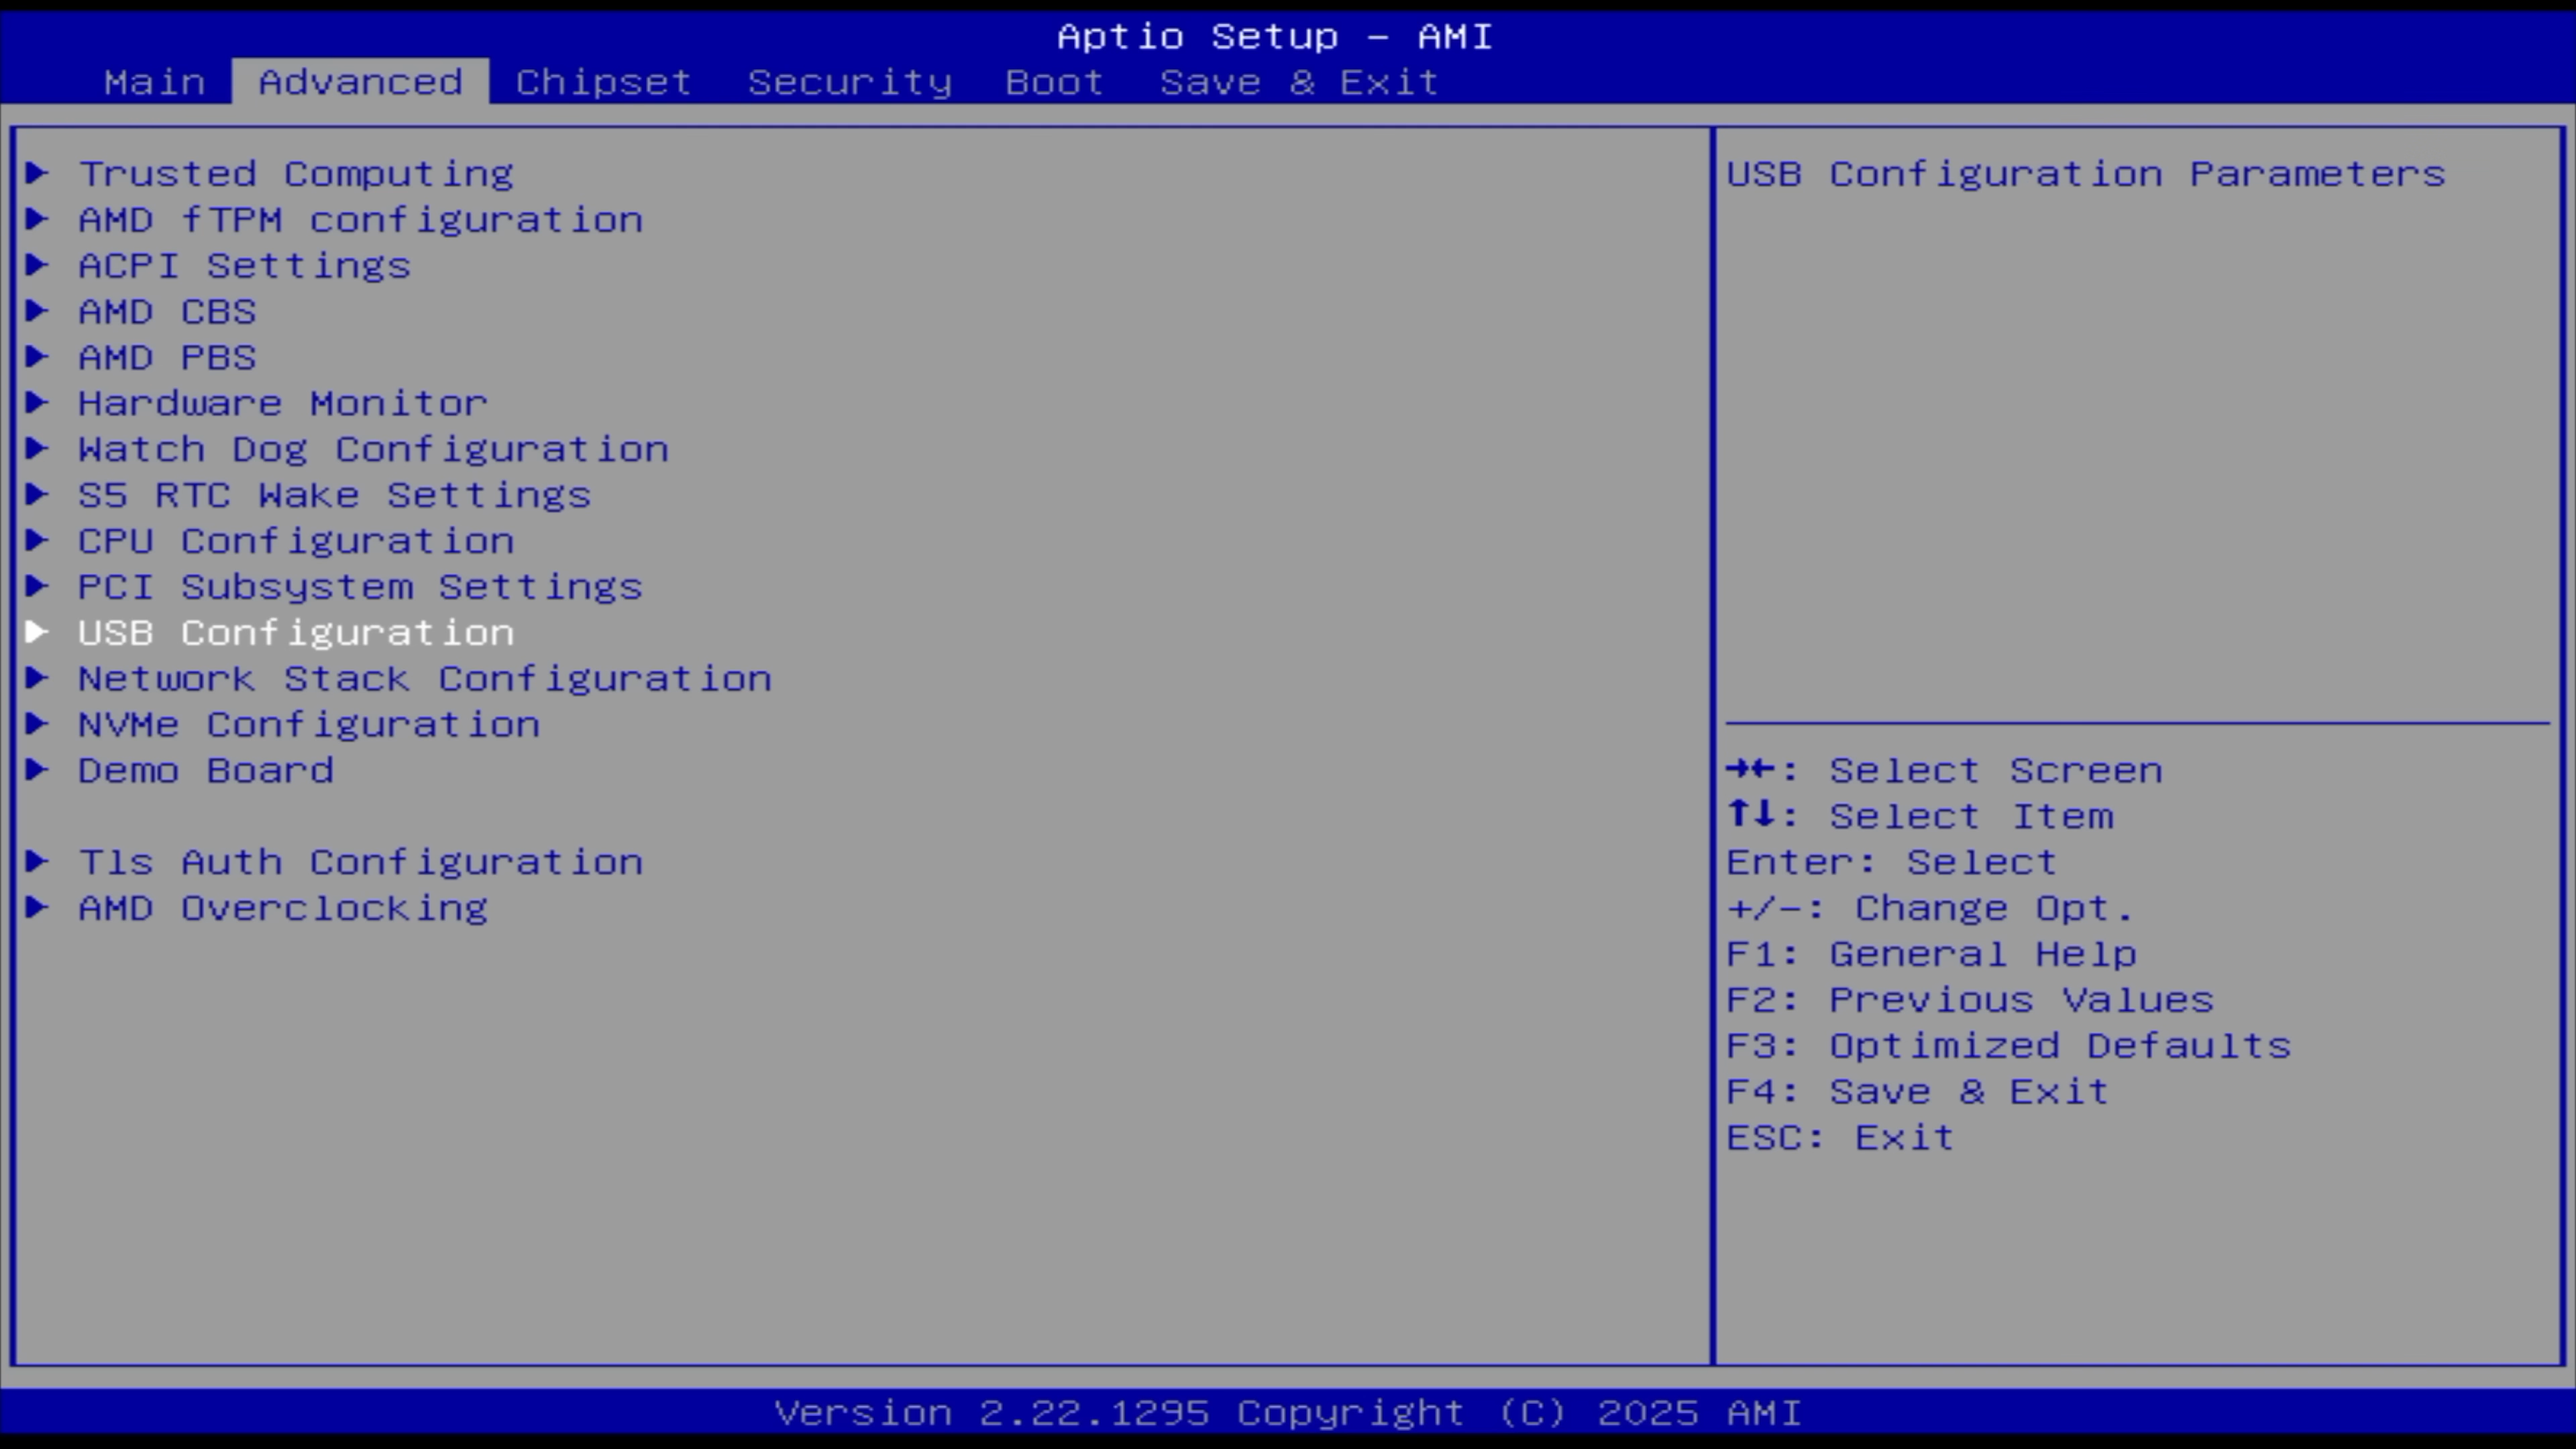 Aptio Setup - AMI
Main Advanced Chipset Security Boot Save & Exit
Trusted Computing
AMD fTPM configuration
ACPI Settings
AMD CBS
AMD PBS
Hardware Monitor
Watch Dog Configuration
S5 RTC Wake Settings
CPU Configuration
PCI Subsystem Settings
USB Configuration
Network Stack Configuration
NVMe Configuration
Demo Board
Tls Auth Configuration
AMD Overclocking
USB Configuration Parameters
→←: Select Screen
↑↓: Select Item
Enter: Select
+/-: Change Opt.
F1: General Help
F2: Previous Values
F3: Optimized Defaults
F4: Save & Exit
ESC: Exit
Version 2.22.1295 Copyright (C) 2025 AMI